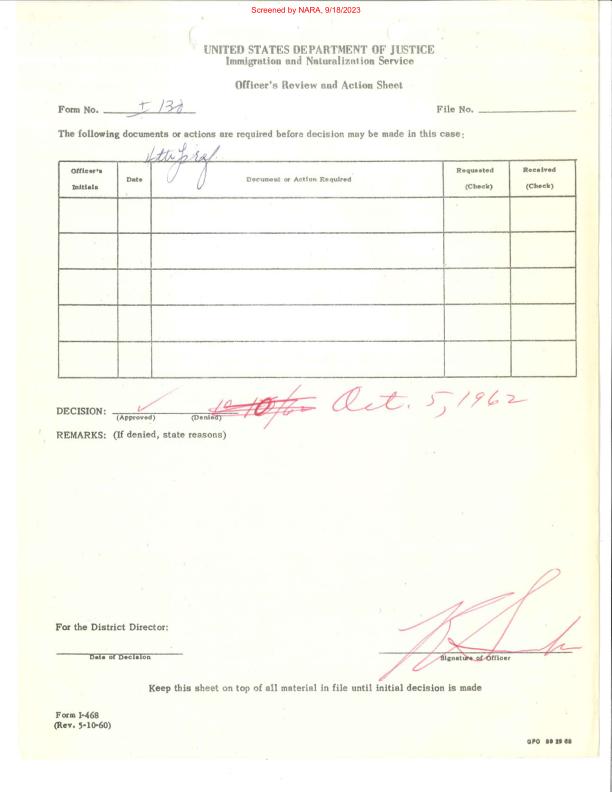 Screened by NARA, 9/18/2023
UNITED STATES DEPARTMENT OF JUSTICE
Immigration and Naturalization Service
Officer's Review and Action Sheet
Form No. I 130 File No.
The following documents or actions are required before decision may be made in this case:
Officer's Initials Date Document or Action Required Requested (Check) Received (Check)
DECISION: Oct. 5, 1962
(Approved) (Denied)
REMARKS: (If denied, state reasons)
For the District Director:
Date of Decision Signature of Officer
Keep this sheet on top of all material in file until initial decision is made
Form I-468
(Rev. 5-10-60)
GPO 89 29 68